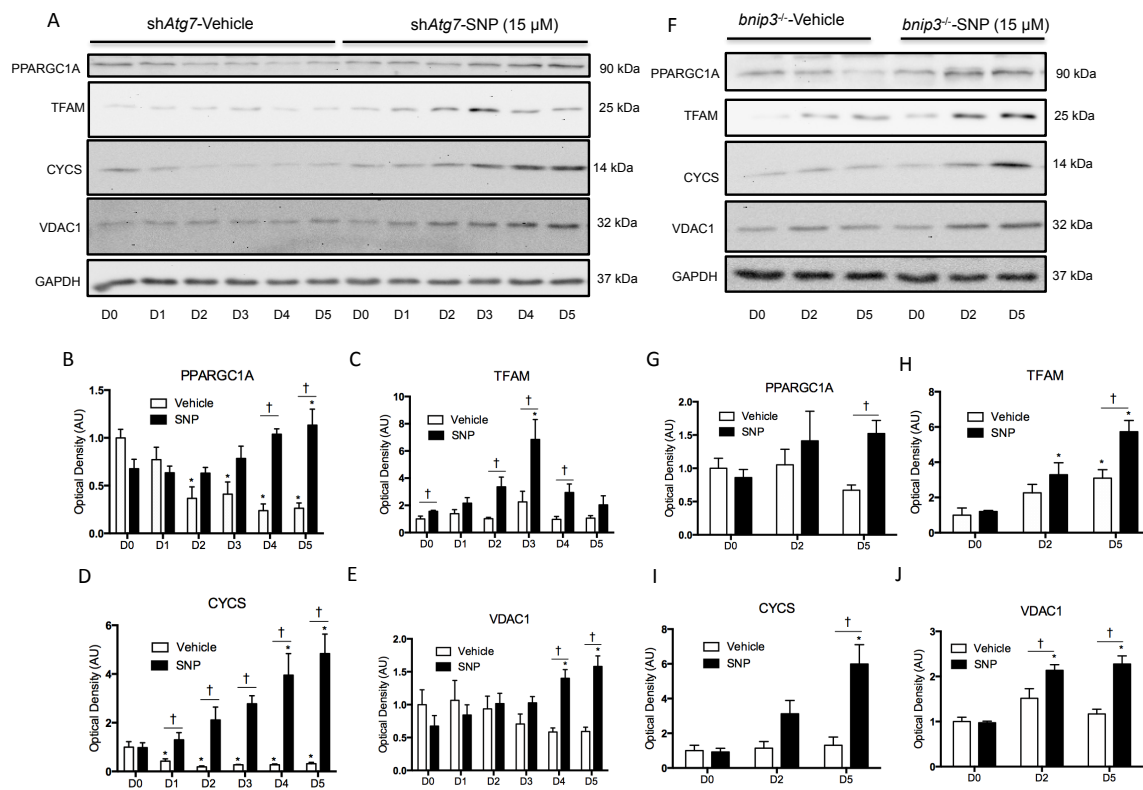 A
shAtg7-Vehicle
shAtg7-SNP (15 µM)
PPARGC1A
90 kDa
TFAM
25 kDa
CYCS
14 kDa
VDAC1
32 kDa
GAPDH
37 kDa
D0 D1 D2 D3 D4 D5 D0 D1 D2 D3 D4 D5
F
bnip3-/--Vehicle
bnip3-/--SNP (15 µM)
PPARGC1A
90 kDa
TFAM
25 kDa
CYCS
14 kDa
VDAC1
32 kDa
GAPDH
37 kDa
D0 D2 D5 D0 D2 D5
B
PPARGC1A
Optical Density (AU)
1.5
1.0
0.5
0.0
Vehicle
SNP
* * * * † † *
D0 D1 D2 D3 D4 D5
C
TFAM
Optical Density (AU)
10
8
6
4
2
0
Vehicle
SNP
† † † * †
D0 D1 D2 D3 D4 D5
G
PPARGC1A
Optical Density (AU)
2.0
1.5
1.0
0.5
0.0
Vehicle
SNP
†
D0 D2 D5
H
TFAM
Optical Density (AU)
8
6
4
2
0
Vehicle
SNP
* * † *
D0 D2 D5
D
CYCS
Optical Density (AU)
6
4
2
0
Vehicle
SNP
* † * † * † * † * * † *
D0 D1 D2 D3 D4 D5
E
VDAC1
Optical Density (AU)
2.0
1.5
1.0
0.5
0.0
Vehicle
SNP
† * † *
D0 D1 D2 D3 D4 D5
I
CYCS
Optical Density (AU)
8
6
4
2
0
Vehicle
SNP
† *
D0 D2 D5
J
VDAC1
Optical Density (AU)
3
2
1
0
Vehicle
SNP
† * † *
D0 D2 D5